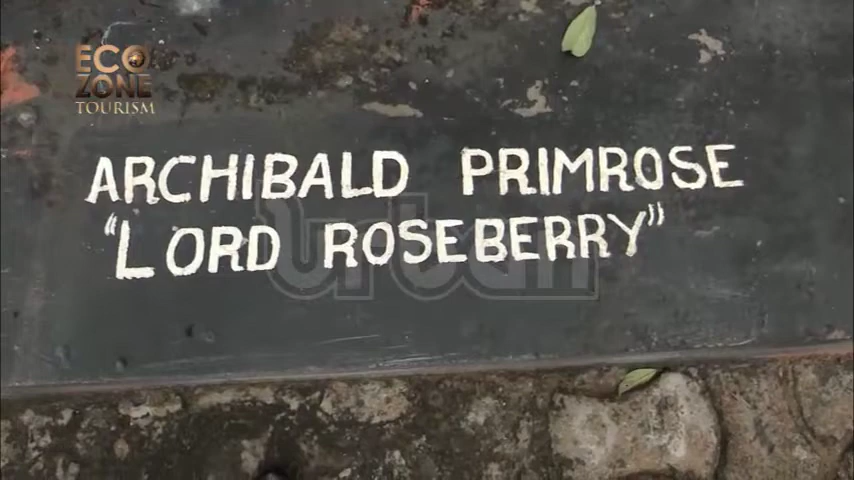 ECO
ZONE
TOURISM
ARCHIBALD PRIMROSE
"LORD ROSEBERRY"
urban